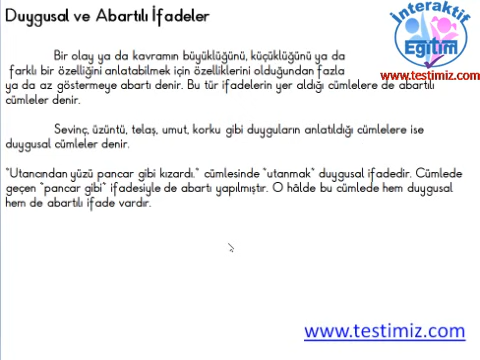 Duygusal ve Abartılı İfadeler
İnteraktif
Eğitim
www.testimiz.com
Bir olay ya da kavramın büyüklüğünü, küçüklüğünü ya da
farklı bir özelliğini anlatabilmek için özelliklerini olduğundan fazla
ya da az göstermeye abartı denir. Bu tür ifadelerin yer aldığı cümlelere de abartılı
cümleler denir.
Sevinç, üzüntü, telaş, umut, korku gibi duyguların anlatıldığı cümlelere ise
duygusal cümleler denir.
"Utancından yüzü pancar gibi kızardı." cümlesinde "utanmak" duygusal ifadedir. Cümlede
geçen "pancar gibi" ifadesiyle de abartı yapılmıştır. O hâlde bu cümlede hem duygusal
hem de abartılı ifade vardır.
www.testimiz.com